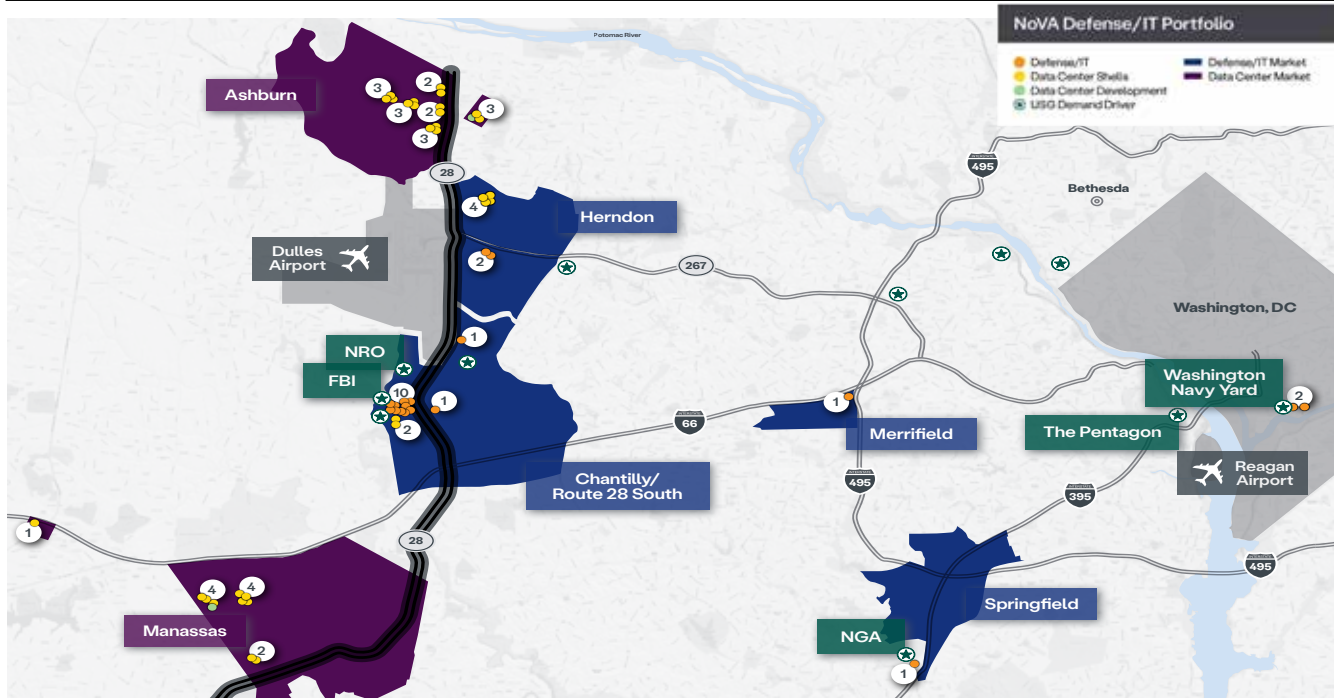 NoVA Defense/IT Portfolio
Defense/IT
Data Center Shells
Data Center Development
USG Demand Driver
Defense/IT Market
Data Center Market
Potomac River
Ashburn
3
2
3
2
3
3
28
495
Bethesda
4
Herndon
Dulles
Airport
2
267
Washington, DC
NRO
FBI
1
10
1
2
66
1
Merrifield
Washington
Navy Yard
2
The Pentagon
Chantilly/
Route 28 South
495
395
Reagan
Airport
1
28
495
4
4
Manassas
2
Springfield
NGA
1